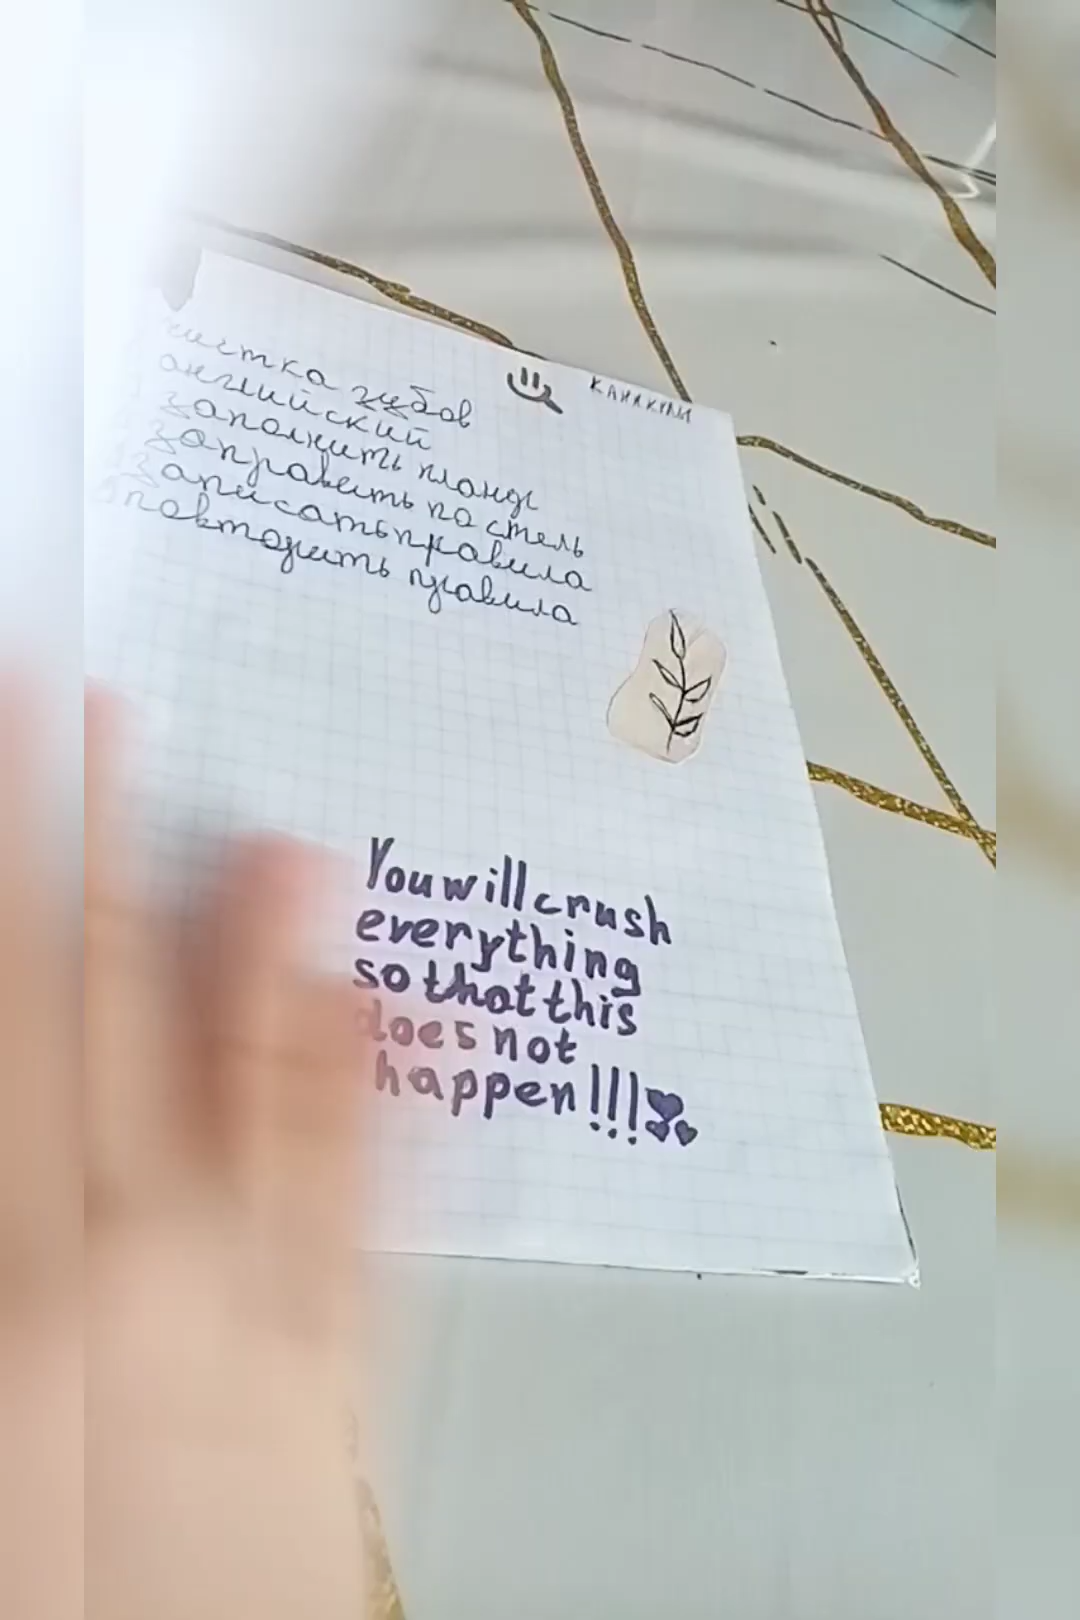 КАНИКУЛЫ
чистка зубов
английский
заполнить планы
заправить постель
записать правила
повторить правила
You will crush
everything
so that this
does not
happen!!!